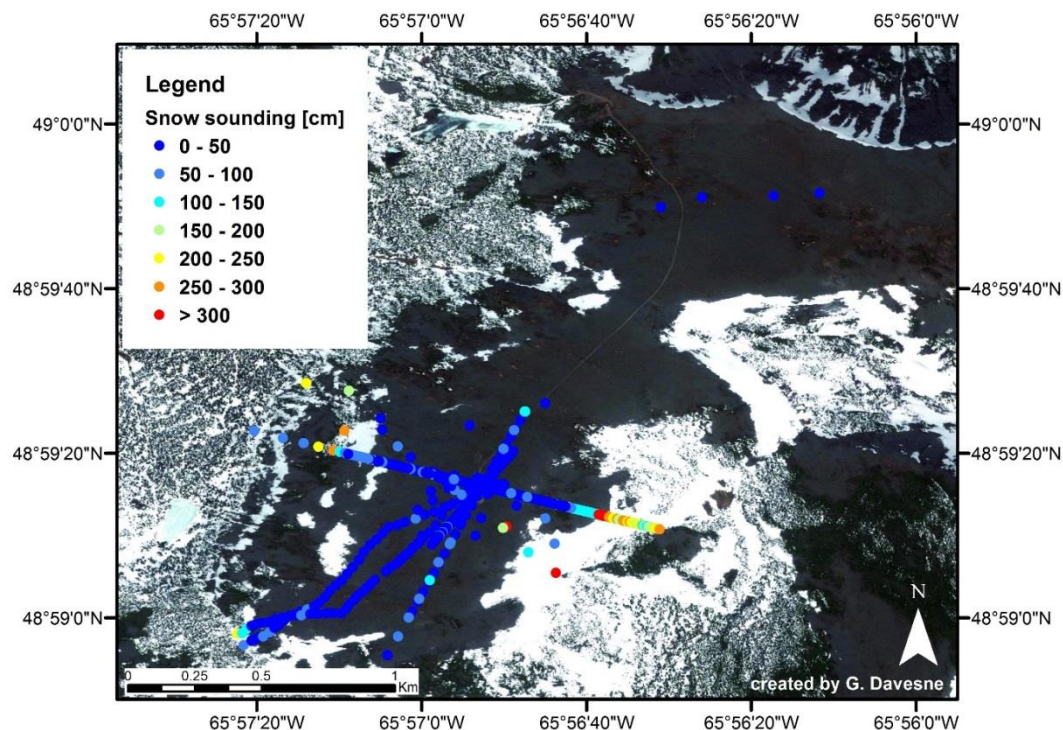 65°57'20"W 65°57'0"W 65°56'40"W 65°56'20"W 65°56'0"W
Legend
Snow sounding [cm]
0 - 50
50 - 100
100 - 150
150 - 200
200 - 250
250 - 300
> 300
49°0'0"N
49°0'0"N
48°59'40"N
48°59'40"N
48°59'20"N
48°59'20"N
48°59'0"N
48°59'0"N
N
0 0.25 0.5 1
Km
created by G. Davesne
65°57'20"W 65°57'0"W 65°56'40"W 65°56'20"W 65°56'0"W